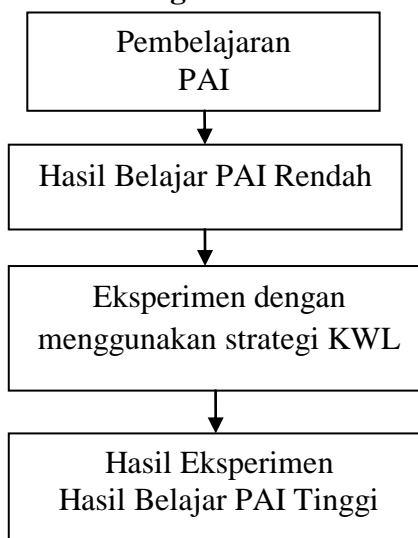 Pembelajaran
PAI
Hasil Belajar PAI Rendah
Eksperimen dengan
menggunakan strategi KWL
Hasil Eksperimen
Hasil Belajar PAI Tinggi